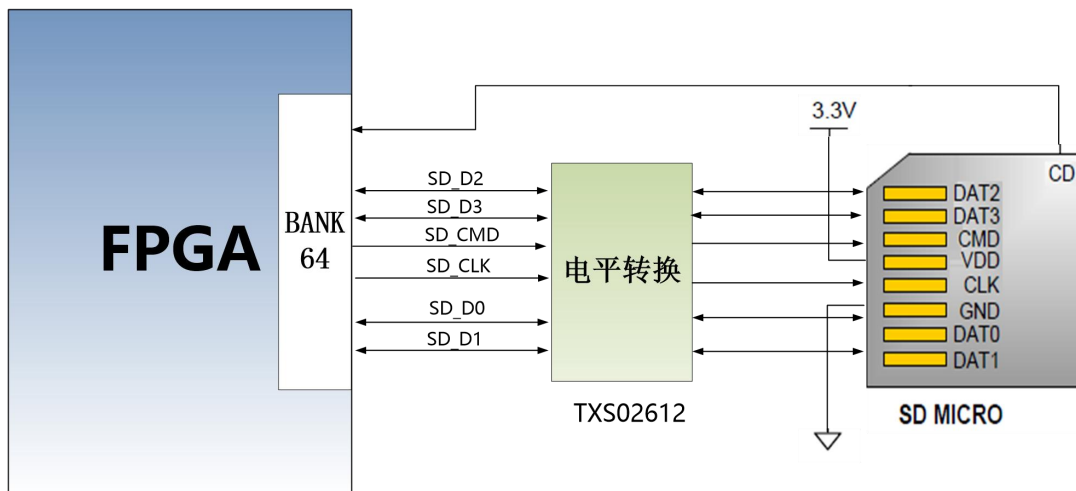 FPGA
BANK
64
SD_D2
SD_D3
SD_CMD
SD_CLK
SD_D0
SD_D1
电平转换
TXS02612
3.3V
CD
DAT2
DAT3
CMD
VDD
CLK
GND
DAT0
DAT1
SD MICRO